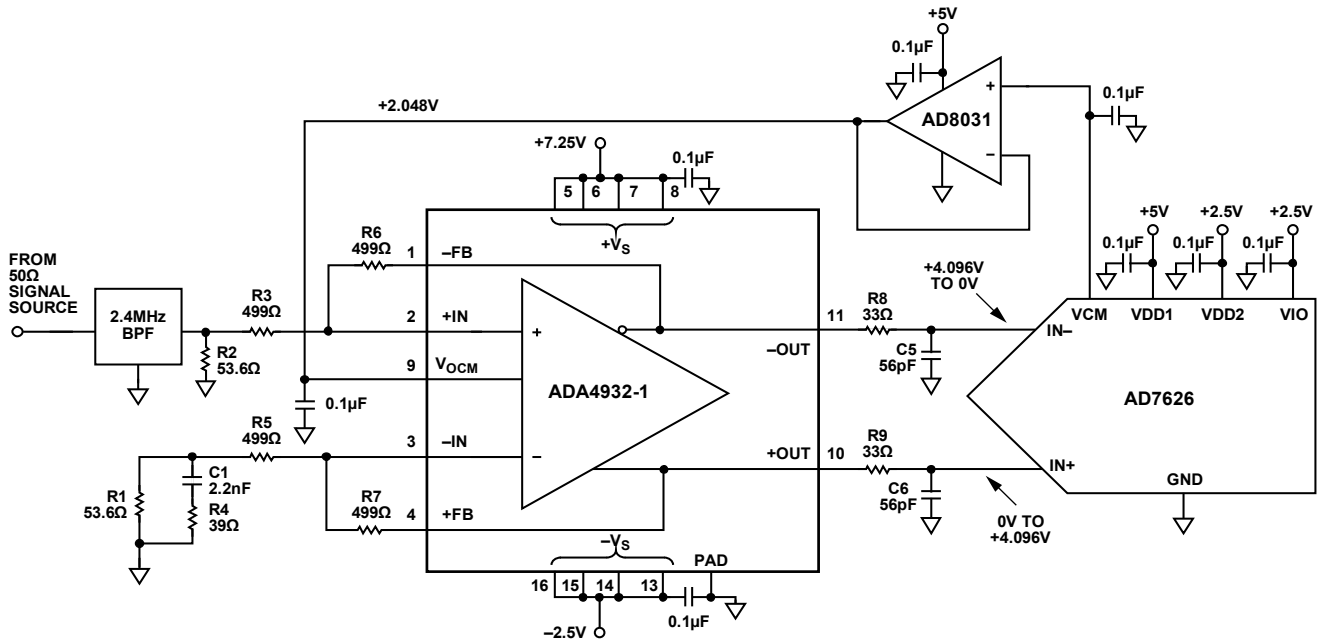 +5V
0.1µF
+2.048V
AD8031
+
−
0.1µF
+7.25V
0.1µF
5 6 7 8
+VS
+5V
+2.5V
+2.5V
0.1µF
0.1µF
0.1µF
VCM
VDD1
VDD2
VIO
FROM
50Ω
SIGNAL
SOURCE
2.4MHz
BPF
R3
499Ω
R2
53.6Ω
R6
499Ω
1
–FB
2
+IN
+
9
VOCM
0.1µF
ADA4932-1
R5
499Ω
3
–IN
−
R7
499Ω
4
+FB
C1
2.2nF
R1
53.6Ω
R4
39Ω
11
–OUT
R8
33Ω
+4.096V
TO 0V
C5
56pF
IN–
AD7626
+OUT
10
R9
33Ω
IN+
C6
56pF
0V TO
+4.096V
GND
–VS
PAD
16 15 14 13
0.1µF
–2.5V